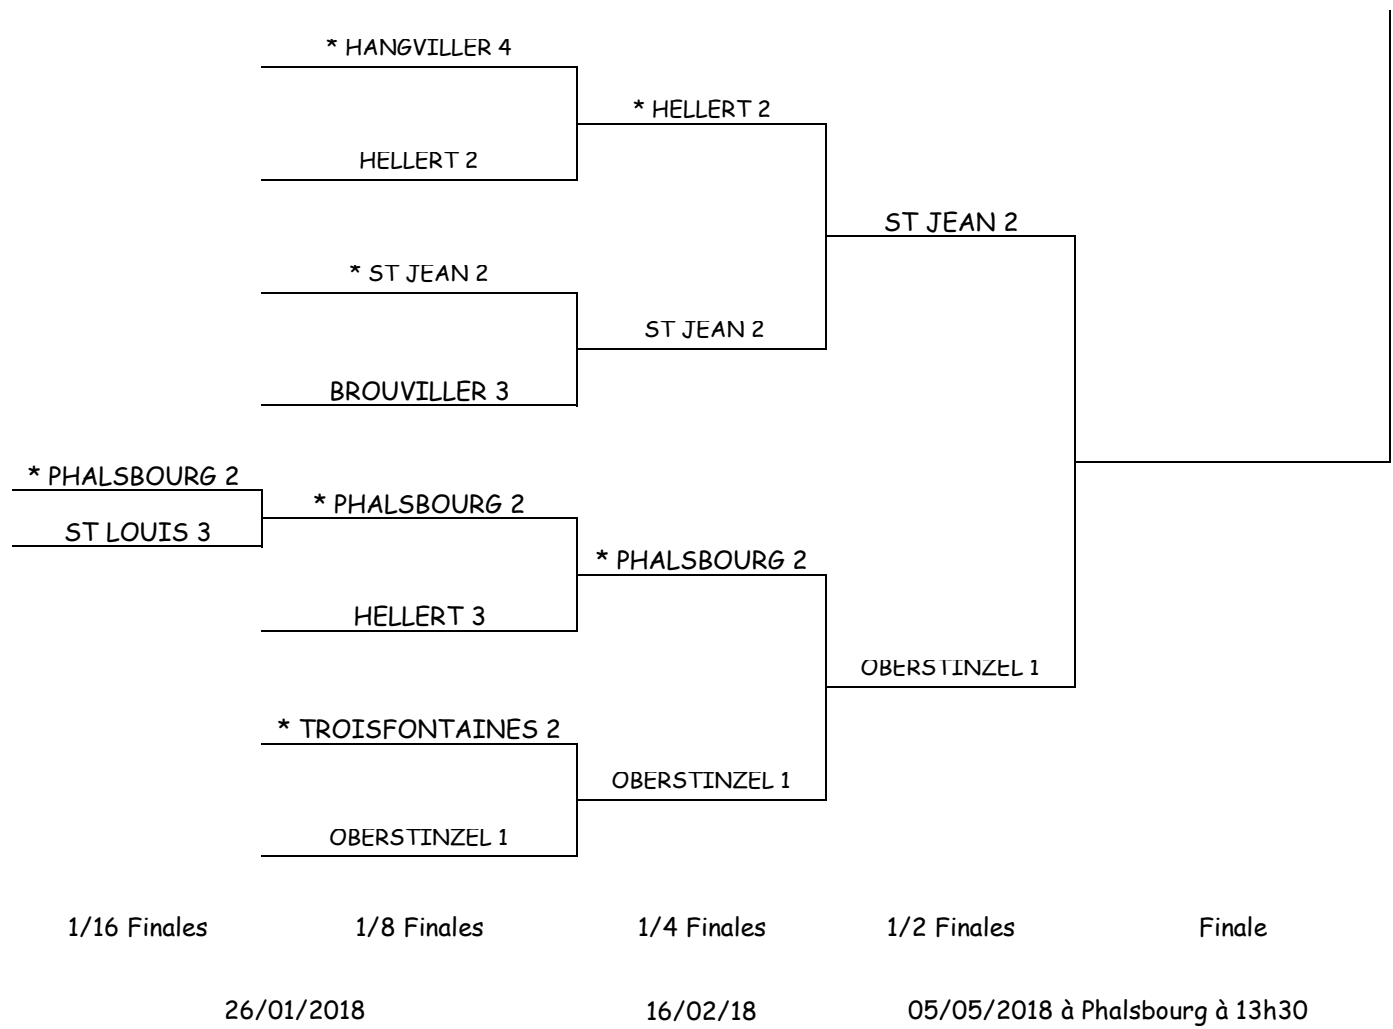 * HANGVILLER 4
* HELLERT 2
HELLERT 2
ST JEAN 2
* ST JEAN 2
ST JEAN 2
BROUVILLER 3
* PHALSBOURG 2
* PHALSBOURG 2
ST LOUIS 3
* PHALSBOURG 2
HELLERT 3
OBERSTINZEL 1
* TROISFONTAINES 2
OBERSTINZEL 1
OBERSTINZEL 1
1/16 Finales 1/8 Finales 1/4 Finales 1/2 Finales Finale
26/01/2018 16/02/18 05/05/2018 à Phalsbourg à 13h30